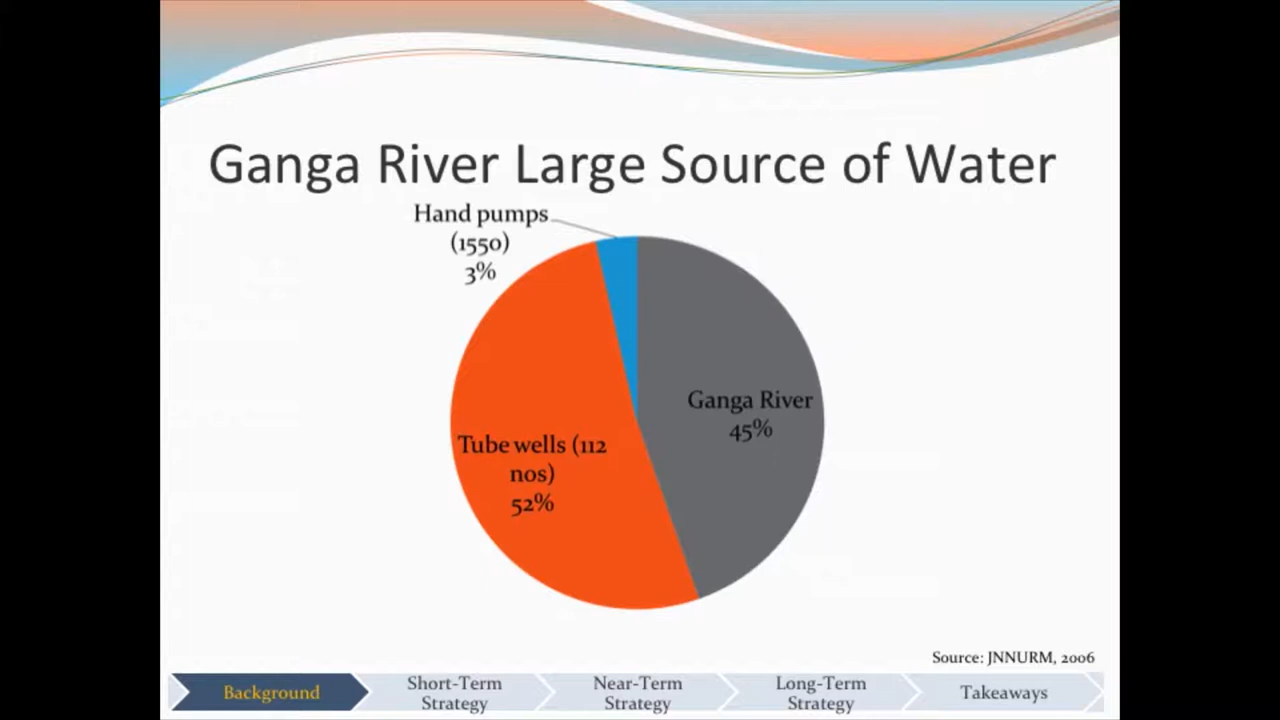 Ganga River Large Source of Water
Hand pumps
(1550)
3%
Ganga River
45%
Tube wells (112
nos)
52%
Source: JNNURM, 2006
Background
Short-Term
Strategy
Near-Term
Strategy
Long-Term
Strategy
Takeaways